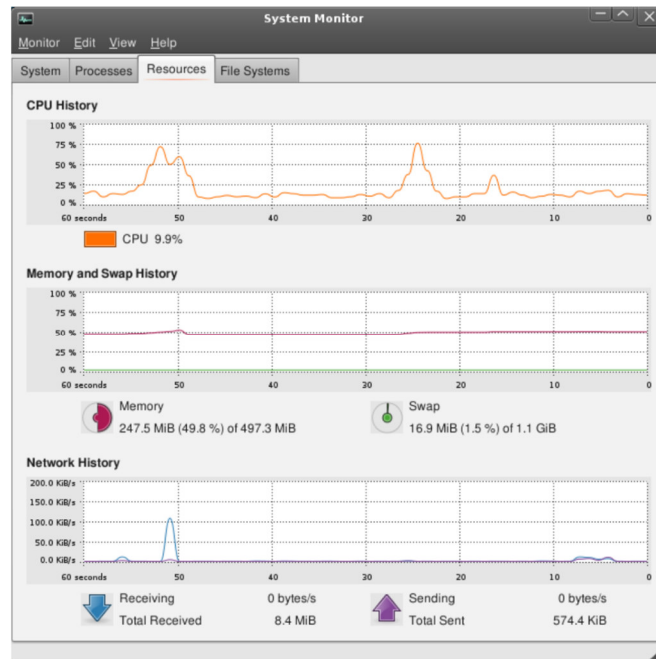 System Monitor
Monitor Edit View Help
System Processes Resources File Systems
CPU History
100 %
75 %
50 %
25 %
0 %
60 seconds 50 40 30 20 10 0
CPU 9.9%
Memory and Swap History
100 %
75 %
50 %
25 %
0 %
60 seconds 50 40 30 20 10 0
Memory Swap
247.5 MiB (49.8 %) of 497.3 MiB 16.9 MiB (1.5 %) of 1.1 GiB
Network History
200.0 KiB/s
150.0 KiB/s
100.0 KiB/s
50.0 KiB/s
0.0 KiB/s
60 seconds 50 40 30 20 10 0
Receiving 0 bytes/s Sending 0 bytes/s
Total Received 8.4 MiB Total Sent 574.4 KiB